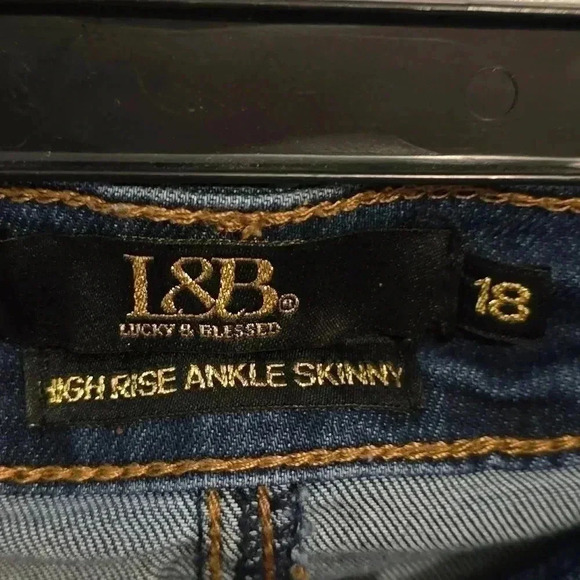 L&B®
LUCKY & BLESSED
18
HIGH RISE ANKLE SKINNY